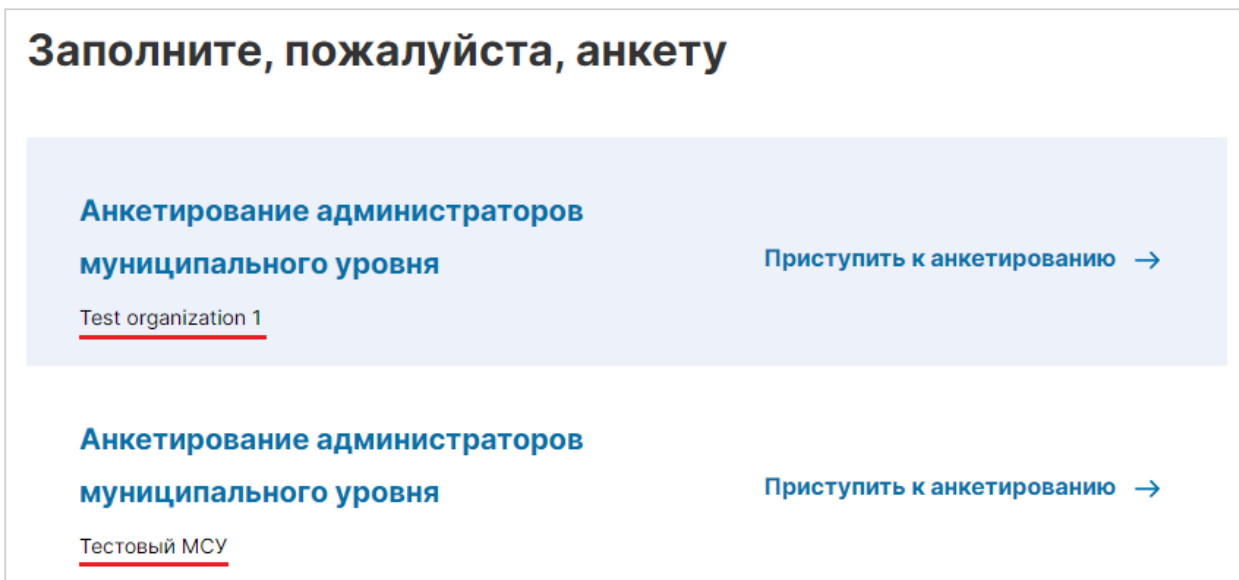 Заполните, пожалуйста, анкету
Анкетирование администраторов
муниципального уровня
Приступить к анкетированию →
Test organization 1
Анкетирование администраторов
муниципального уровня
Приступить к анкетированию →
Тестовый МСУ